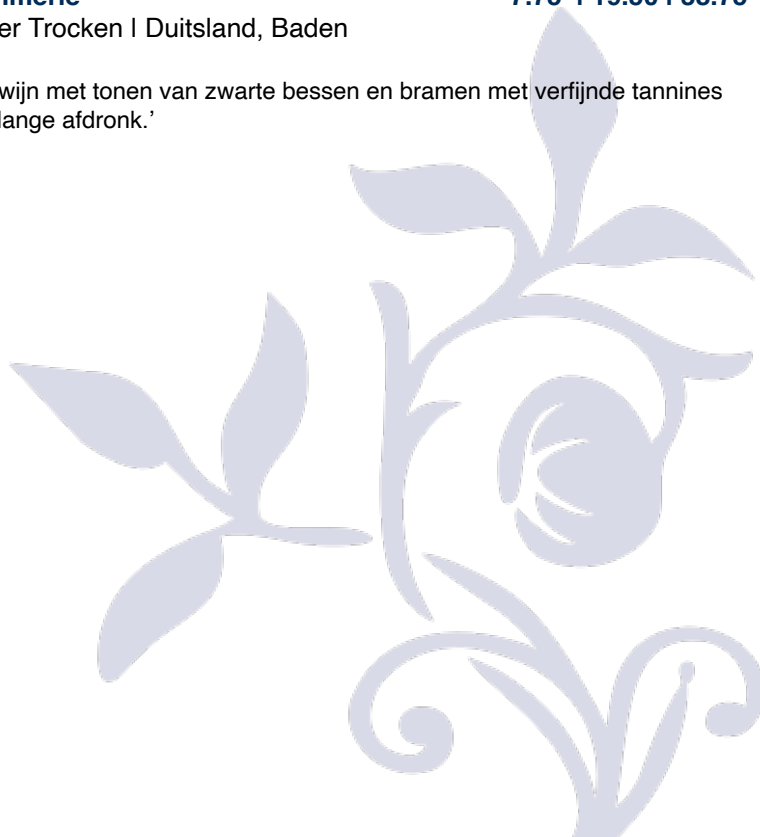 er Trocken | Duitsland, Baden
wijn met tonen van zwarte bessen en bramen met verfijnde tannines
lange afdronk.’